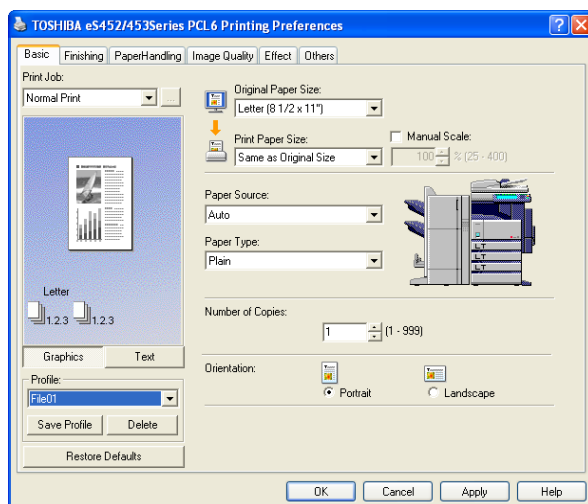 TOSHIBA eS452/453Series PCL6 Printing Preferences
Basic
Finishing
PaperHandling
Image Quality
Effect
Others
Print Job:
Normal Print
...
Letter
1.2.3
1.2.3
Graphics
Text
Profile:
File01
Save Profile
Delete
Restore Defaults
Original Paper Size:
Letter (8 1/2 x 11")
Print Paper Size:
Same as Original Size
Manual Scale:
100 % (25 - 400)
Paper Source:
Auto
Paper Type:
Plain
LT
LT
LT
Number of Copies:
1 (1 - 999)
Orientation:
Portrait
Landscape
OK
Cancel
Apply
Help